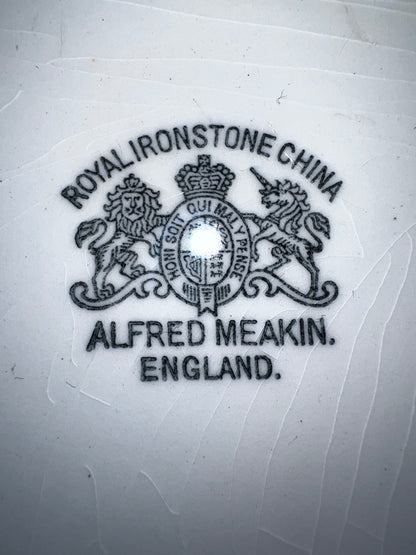 ROYAL IRONSTONE CHINA
HONI SOIT QUI MAL Y PENSE
ALFRED MEAKIN.
ENGLAND.